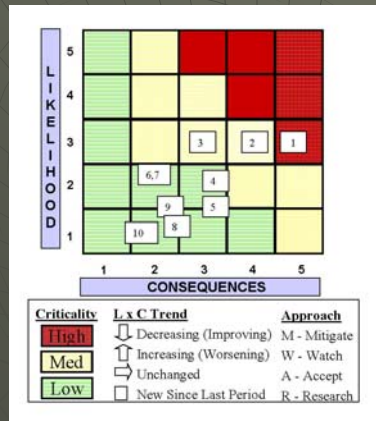 LIKELIHOOD
5
4
3
2
1
3
2
1
6,7
4
9
5
8
10
1 2 3 4 5
CONSEQUENCES
Criticality L x C Trend Approach
High Decreasing (Improving) M - Mitigate
Med Increasing (Worsening) W - Watch
Unchanged A - Accept
Low New Since Last Period R - Research